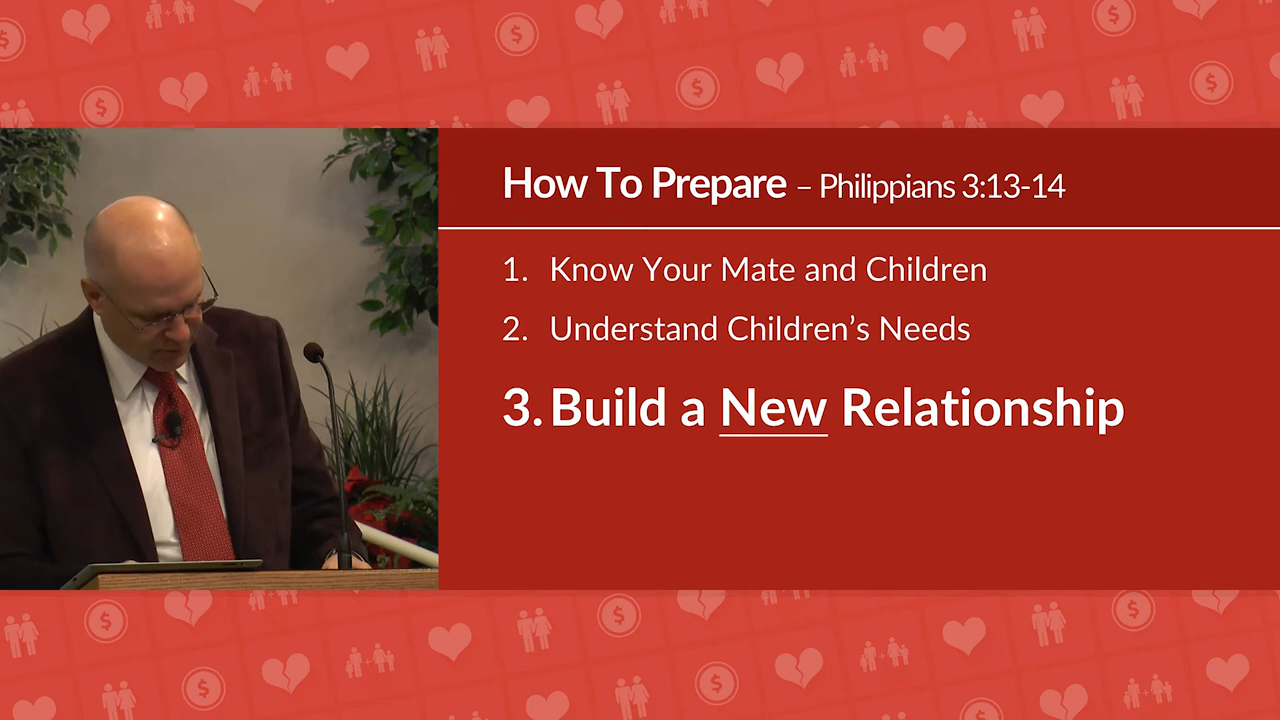 How To Prepare – Philippians 3:13-14
1. Know Your Mate and Children
2. Understand Children’s Needs
3. Build a New Relationship